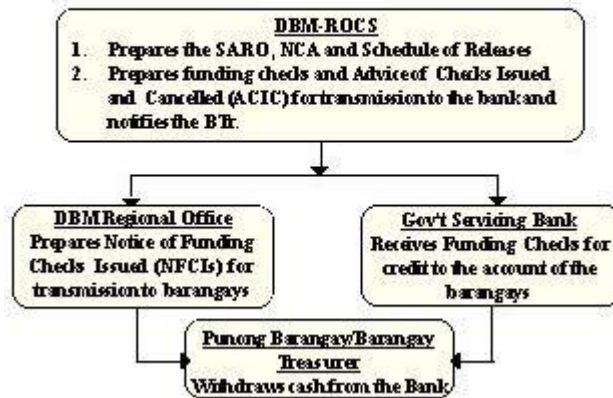 DBM-ROCS
1. Prepares the SARO, NCA and Schedule of Releases
2. Prepares funding checks and Advice of Checks Issued
and Cancelled (ACIC) for transmission to the bank and
notifies the BTr.
DBM Regional Office
Prepares Notice of Funding
Checks Issued (NFCIs) for
transmission to barangays
Gov't Servicing Bank
Receives Funding Checks for
credit to the account of the
barangays
Punong Barangay/Barangay
Treasurer
Withdraws cash from the Bank